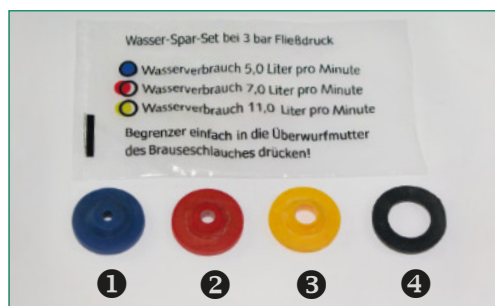 Wasser-Spar-Set bei 3 bar Fließdruck
Wasserverbrauch 5,0 Liter pro Minute
Wasserverbrauch 7,0 Liter pro Minute
Wasserverbrauch 11,0 Liter pro Minute
Begrenzer einfach in die Überwurfmutter
des Brauseschlauches drücken!
1 2 3 4